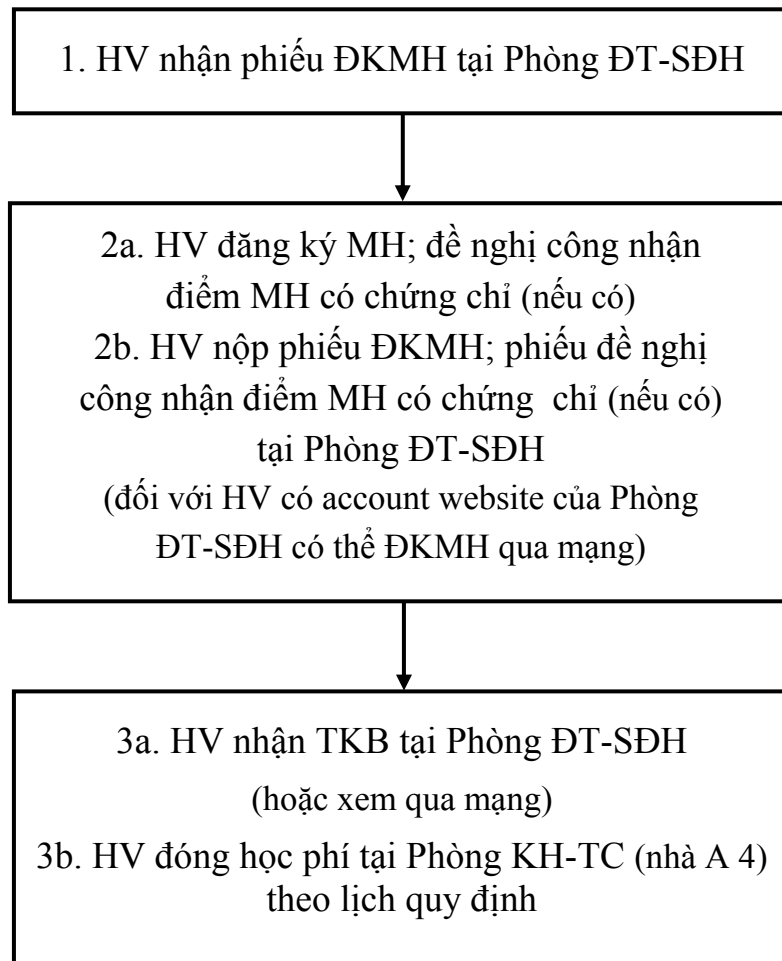 1. HV nhận phiếu ĐKMH tại Phòng ĐT-SĐH
2a. HV đăng ký MH; đề nghị công nhận
điểm MH có chứng chỉ (nếu có)
2b. HV nộp phiếu ĐKMH; phiếu đề nghị
công nhận điểm MH có chứng chỉ (nếu có)
tại Phòng ĐT-SĐH
(đối với HV có account website của Phòng
ĐT-SĐH có thể ĐKMH qua mạng)
3a. HV nhận TKB tại Phòng ĐT-SĐH
(hoặc xem qua mạng)
3b. HV đóng học phí tại Phòng KH-TC (nhà A 4)
theo lịch quy định